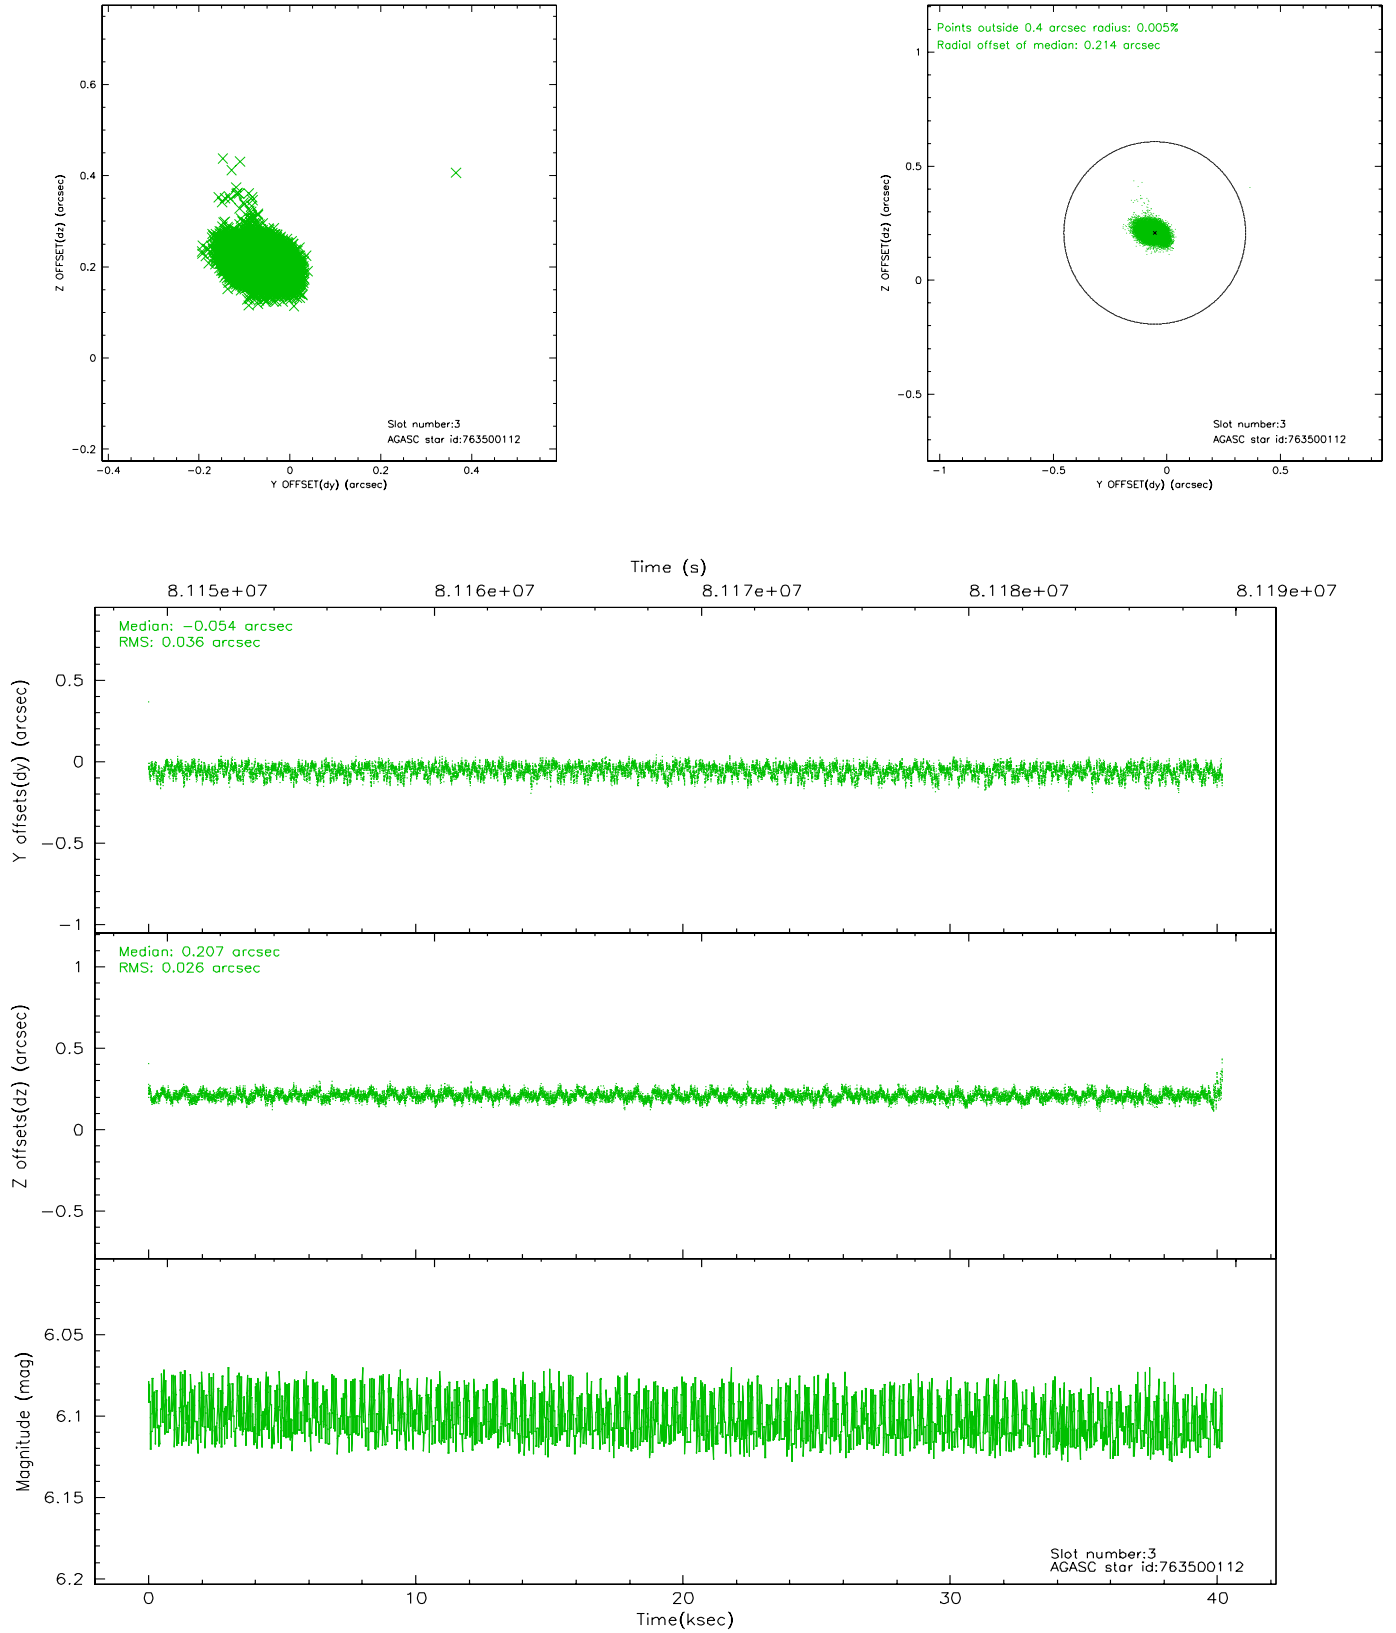 0.6
0.4
0.2
0
-0.2
-0.4
-0.2
0
0.2
0.4
Z OFFSET(dz) (arcsec)
Y OFFSET(dy) (arcsec)
Slot number:3
AGASC star id:763500112
Points outside 0.4 arcsec radius: 0.005%
Radial offset of median: 0.214 arcsec
1
0.5
0
-0.5
-1
-0.5
0
0.5
Z OFFSET(dz) (arcsec)
Y OFFSET(dy) (arcsec)
Slot number:3
AGASC star id:763500112
Time (s)
8.115e+07
8.116e+07
8.117e+07
8.118e+07
8.119e+07
Median: -0.054 arcsec
RMS: 0.036 arcsec
0.5
0
-0.5
-1
Y offsets(dy) (arcsec)
Median: 0.207 arcsec
RMS: 0.026 arcsec
1
0.5
0
-0.5
Z offsets(dz) (arcsec)
6.05
6.1
6.15
6.2
Magnitude (mag)
Slot number:3
AGASC star id:763500112
0
10
20
30
40
Time(ksec)